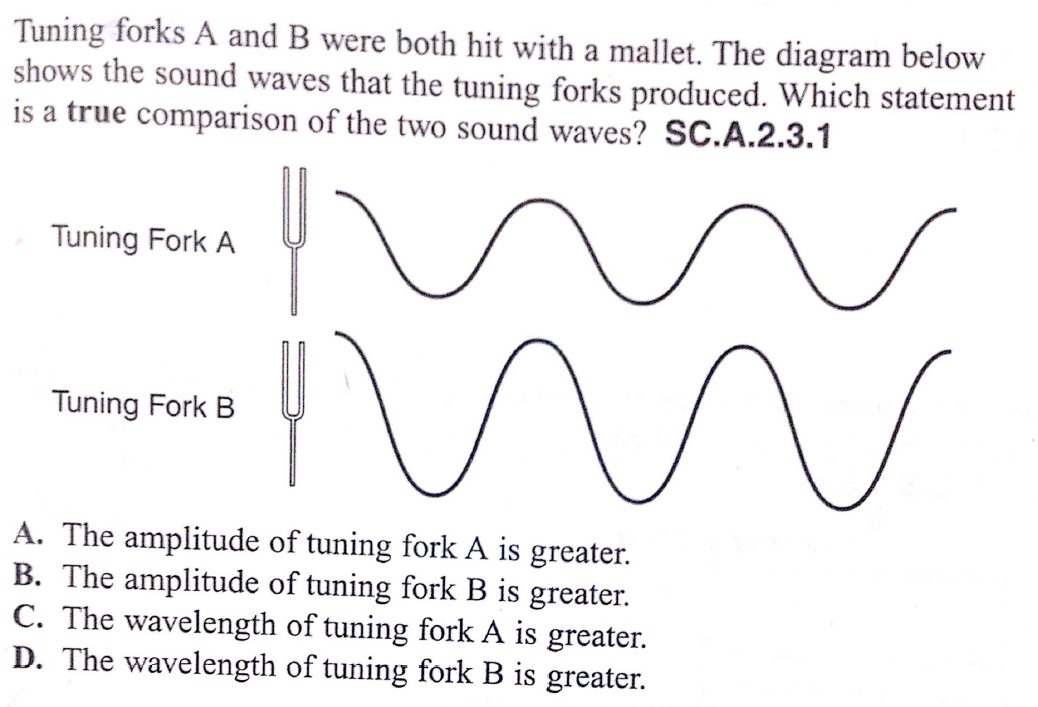 Tuning forks A and B were both hit with a mallet. The diagram below
shows the sound waves that the tuning forks produced. Which statement
is a true comparison of the two sound waves? SC.A.2.3.1
Tuning Fork A
Tuning Fork B
A. The amplitude of tuning fork A is greater.
B. The amplitude of tuning fork B is greater.
C. The wavelength of tuning fork A is greater.
D. The wavelength of tuning fork B is greater.